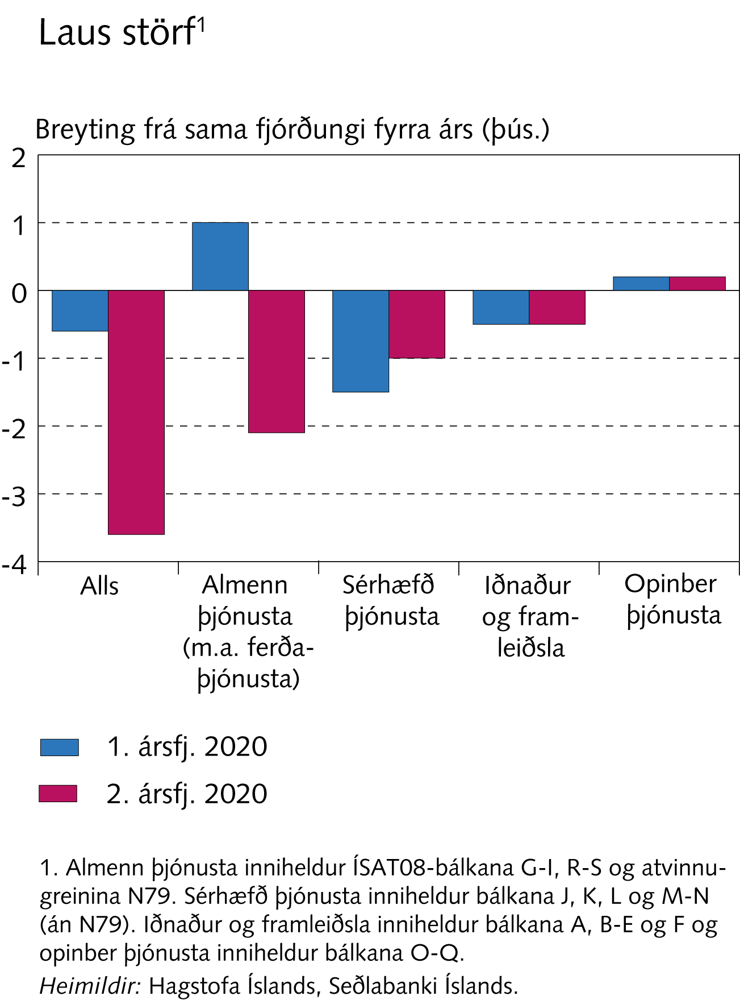 Laus störf¹
Breyting frá sama fjórðungi fyrra árs (þús.)
2
1
0
-1
-2
-3
-4
Alls
Almenn
þjónusta
(m.a. ferða-
þjónusta)
Sérhæfð
þjónusta
Iðnaður
og fram-
leiðsla
Opinber
þjónusta
1. ársfj. 2020
2. ársfj. 2020
1. Almenn þjónusta inniheldur ÍSAT08-bálkana G-I, R-S og atvinnu-
greinina N79. Sérhæfð þjónusta inniheldur bálkana J, K, L og M-N
(án N79). Iðnaður og framleiðsla inniheldur bálkana A, B-E og F og
opinber þjónusta inniheldur bálkana O-Q.
Heimildir: Hagstofa Íslands, Seðlabanki Íslands.